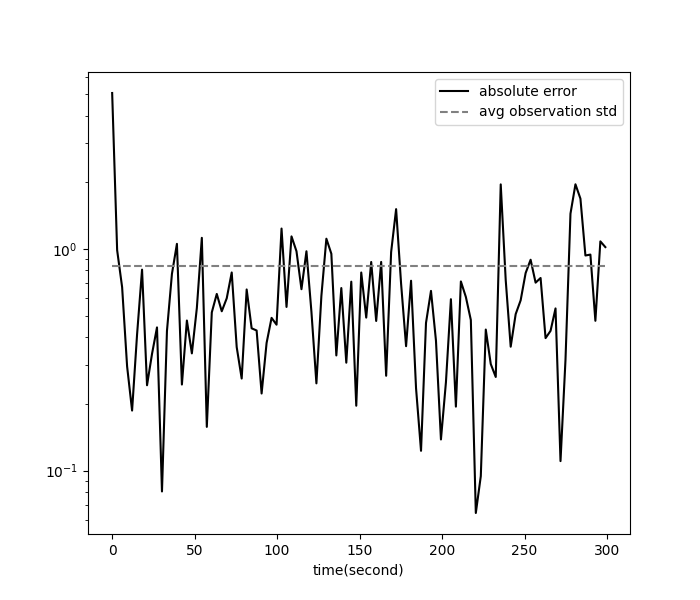 absolute error
avg observation std
10⁰
10⁻¹
0 50 100 150 200 250 300
time(second)